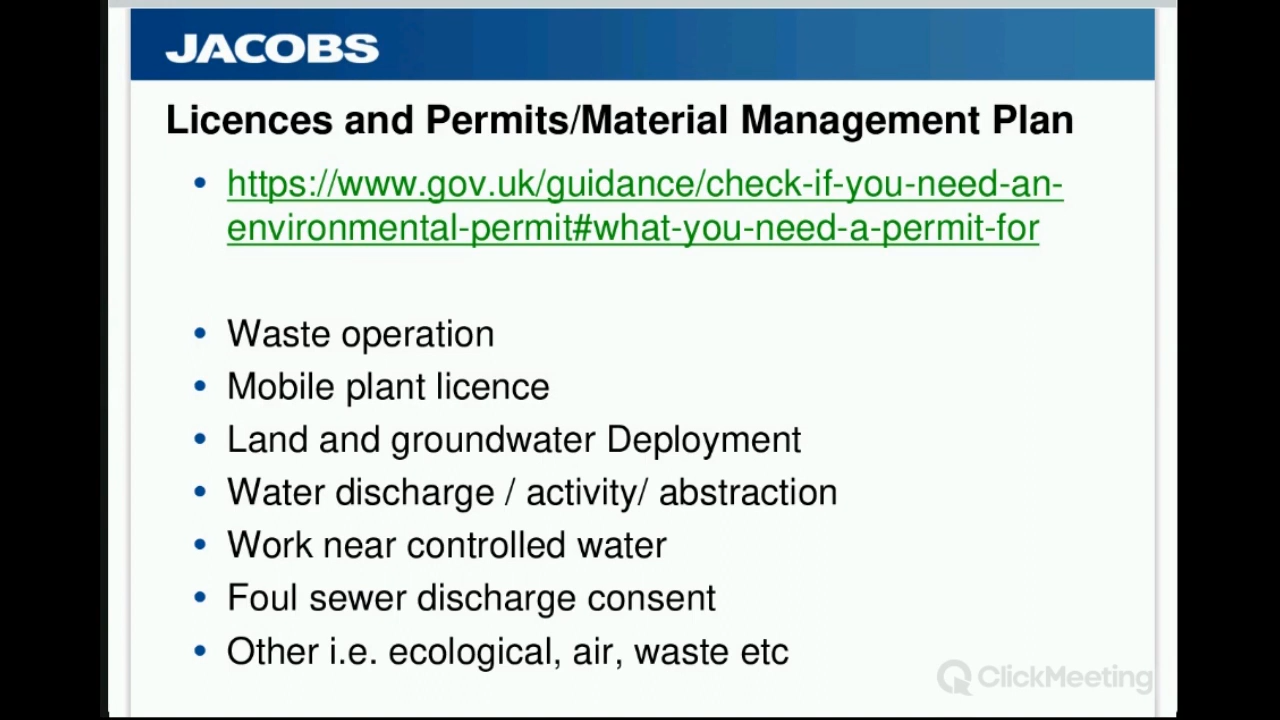 JACOBS
Licences and Permits/Material Management Plan
• https://www.gov.uk/guidance/check-if-you-need-an-
environmental-permit#what-you-need-a-permit-for
• Waste operation
• Mobile plant licence
• Land and groundwater Deployment
• Water discharge / activity/ abstraction
• Work near controlled water
• Foul sewer discharge consent
• Other i.e. ecological, air, waste etc
ClickMeeting